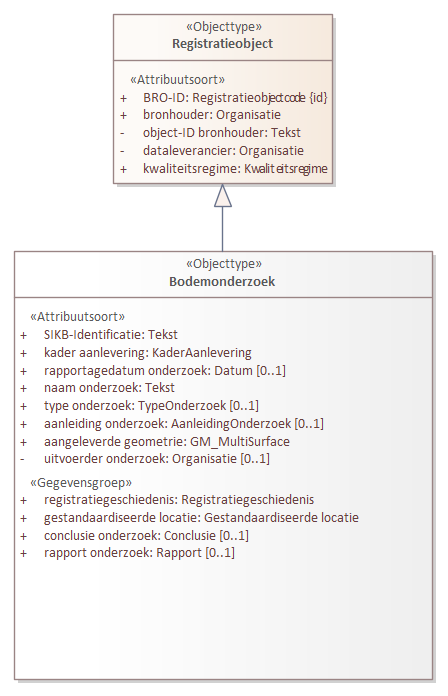 «Objecttype»
Registratieobject
«Attribuutsoort»
+ BRO-ID: Registratieobjectcode {id}
+ bronhouder: Organisatie
- object-ID bronhouder: Tekst
- dataleverancier: Organisatie
+ kwaliteitsregime: Kwaliteitsregime
«Objecttype»
Bodemonderzoek
«Attribuutsoort»
+ SIKB-Identificatie: Tekst
+ kader aanlevering: KaderAanlevering
+ rapportagedatum onderzoek: Datum [0..1]
+ naam onderzoek: Tekst
+ type onderzoek: TypeOnderzoek [0..1]
+ aanleiding onderzoek: AanleidingOnderzoek [0..1]
+ aangeleverde geometrie: GM_MultiSurface
- uitvoerder onderzoek: Organisatie [0..1]
«Gegevensgroep»
+ registratiegeschiedenis: Registratiegeschiedenis
+ gestandaardiseerde locatie: Gestandaardiseerde locatie
+ conclusie onderzoek: Conclusie [0..1]
+ rapport onderzoek: Rapport [0..1]